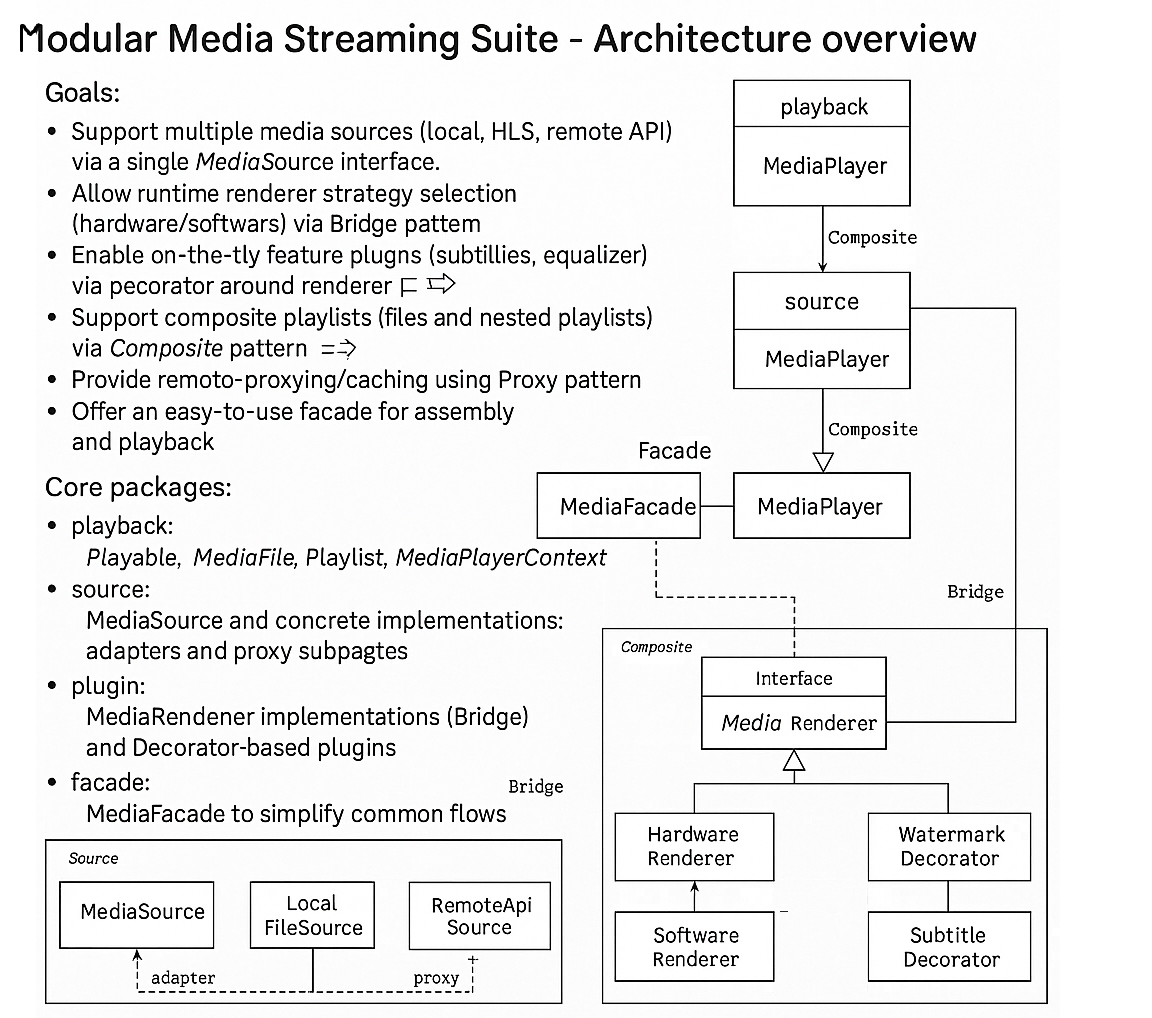 Modular Media Streaming Suite - Architecture overview
Goals:
• Support multiple media sources (local, HLS, remote API)
via a single MediaSource interface.
• Allow runtime renderer strategy selection
(hardware/softwars) via Bridge pattem
• Enable on-the-tly feature plugns (subtillies, equalizer)
via pecorator around renderer
• Support composite playlists (files and nested playlists)
via Composite pattern
• Provide remoto-proxying/caching using Proxy pattern
• Offer an easy-to-use facade for assembly
and playback
Core packages:
• playback:
Playable, MediaFile, Playlist, MediaPlayerContext
• source:
MediaSource and concrete implementations:
adapters and proxy subpagtes
• plugin:
MediaRendener implementations (Bridge)
and Decorator-based plugins
• facade:
MediaFacade to simplify common flows
Bridge
Source
MediaSource
Local
FileSource
RemoteApi
Source
adapter
proxy
playback
MediaPlayer
Composite
source
MediaPlayer
Composite
Facade
MediaFacade
MediaPlayer
Bridge
Composite
Interface
Media Renderer
Hardware
Renderer
Watermark
Decorator
Software
Renderer
Subtitle
Decorator